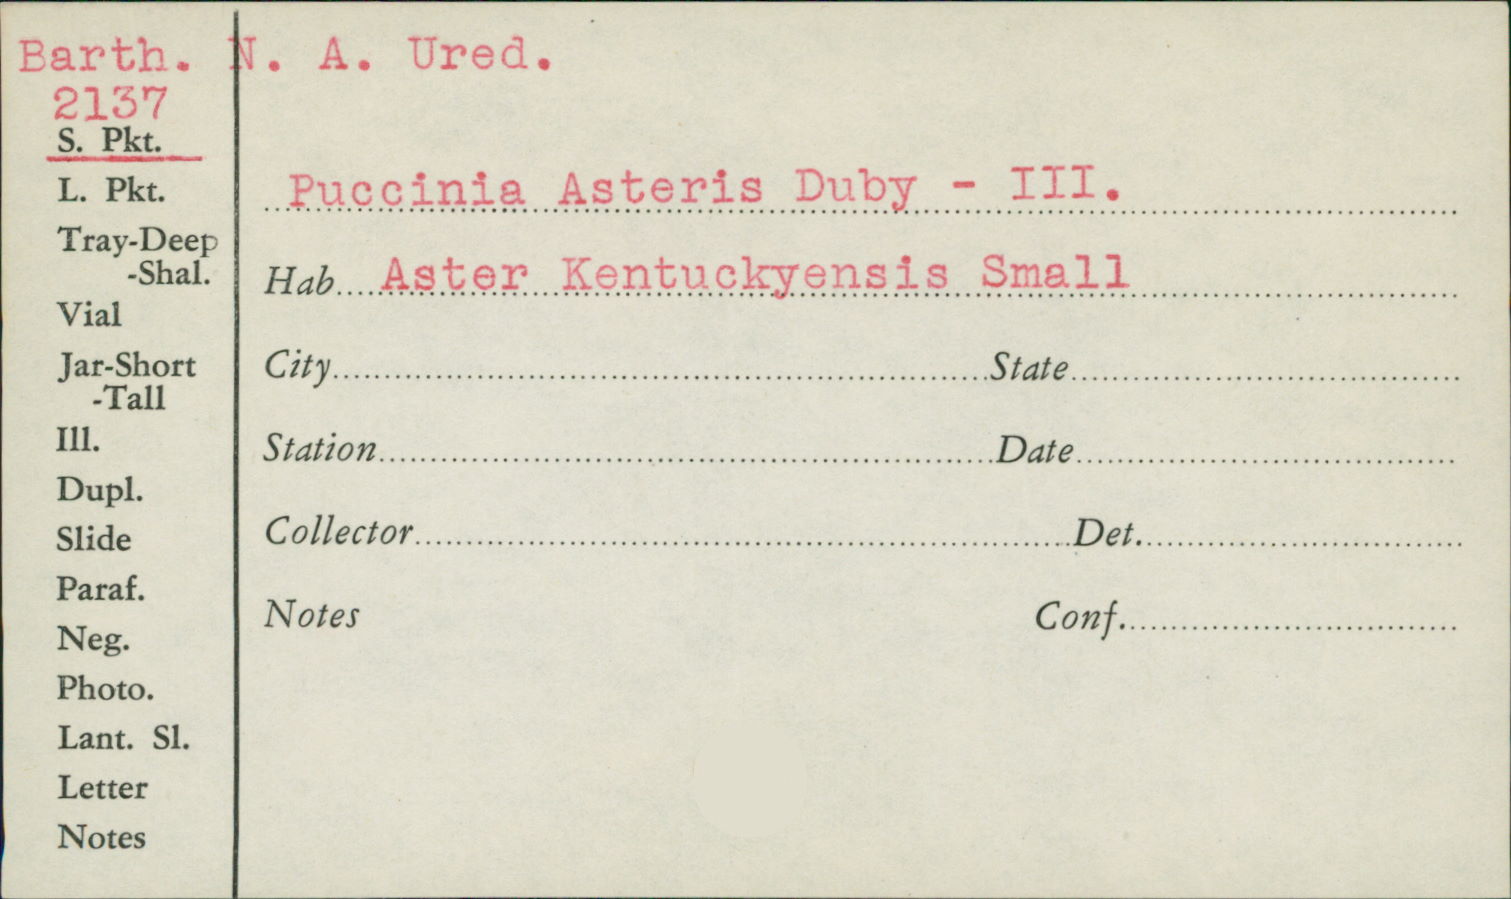 Barth. N. A. Ured.
2137
S. Pkt.
L. Pkt.
Tray-Deep
-Shal.
Vial
Jar-Short
-Tall
Ill.
Dupl.
Slide
Paraf.
Neg.
Photo.
Lant. Sl.
Letter
Notes
Puccinia Asteris Duby - III.
Hab. Aster Kentuckyensis Small
City State
Station Date
Collector Det.
Notes Conf.